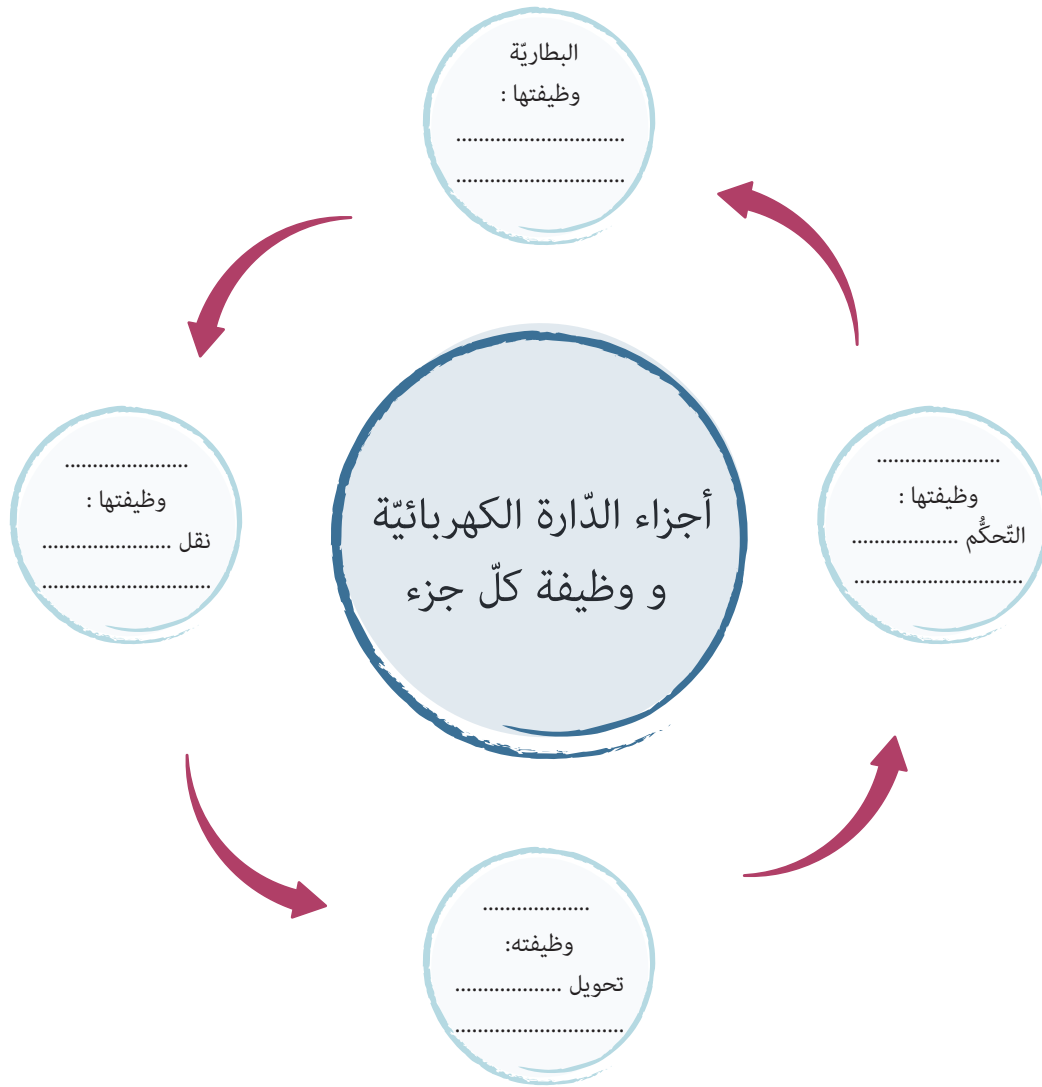 البطاريّة
وظيفتها :
..............................
..............................
......................
وظيفتها :
نقل .......................
..............................
أجزاء الدّارة الكهربائيّة
و وظيفة كلّ جزء
......................
وظيفتها :
التّحكُّم ...................
..............................
...................
وظيفته:
تحويل ...................
..............................